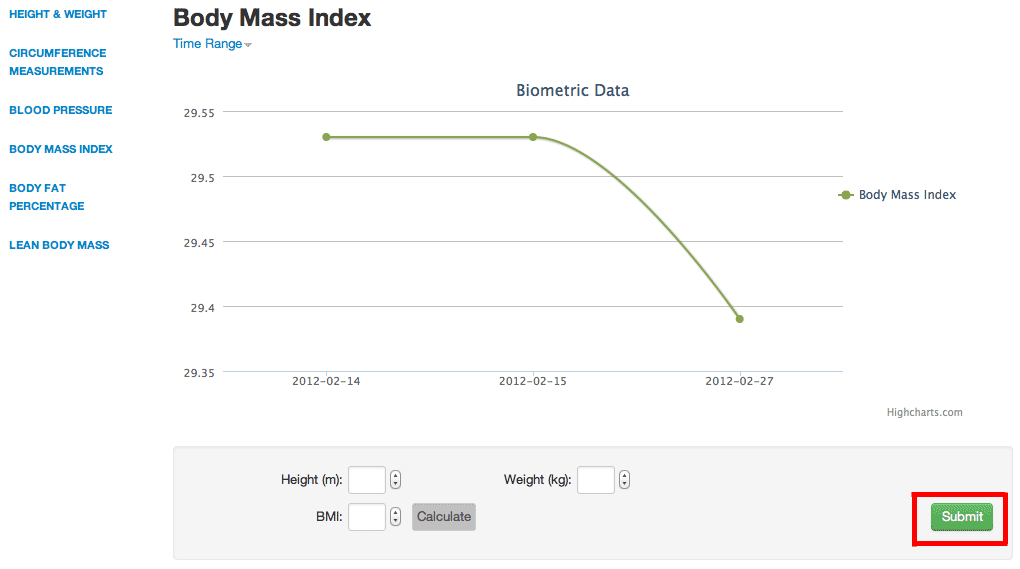 HEIGHT & WEIGHT
CIRCUMFERENCE
MEASUREMENTS
BLOOD PRESSURE
BODY MASS INDEX
BODY FAT
PERCENTAGE
LEAN BODY MASS
Body Mass Index
Time Range
Biometric Data
29.55
29.5
29.45
29.4
29.35
2012-02-14 2012-02-15 2012-02-27
Body Mass Index
Highcharts.com
Height (m): Weight (kg):
BMI: Calculate Submit